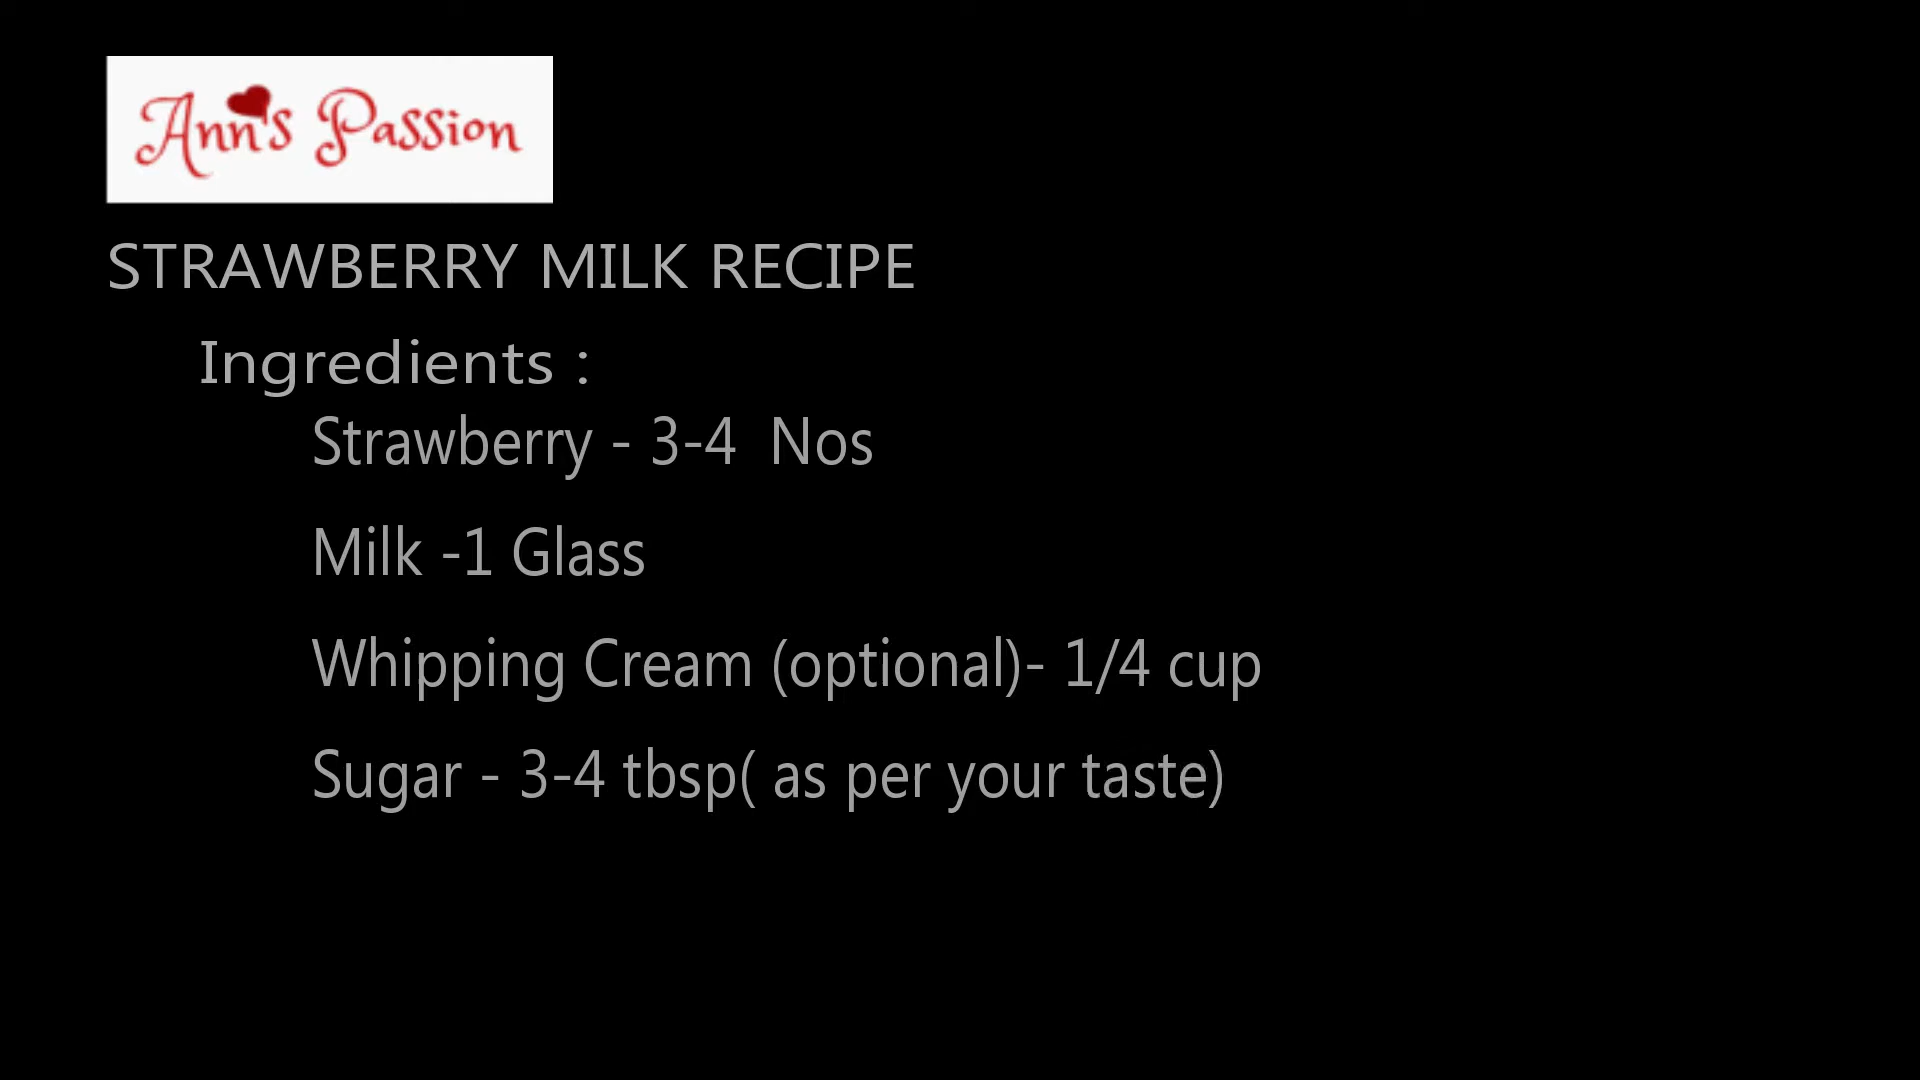 Ann's Passion
STRAWBERRY MILK RECIPE
Ingredients :
Strawberry - 3-4  Nos
Milk -1 Glass
Whipping Cream (optional)- 1/4 cup
Sugar - 3-4 tbsp( as per your taste)